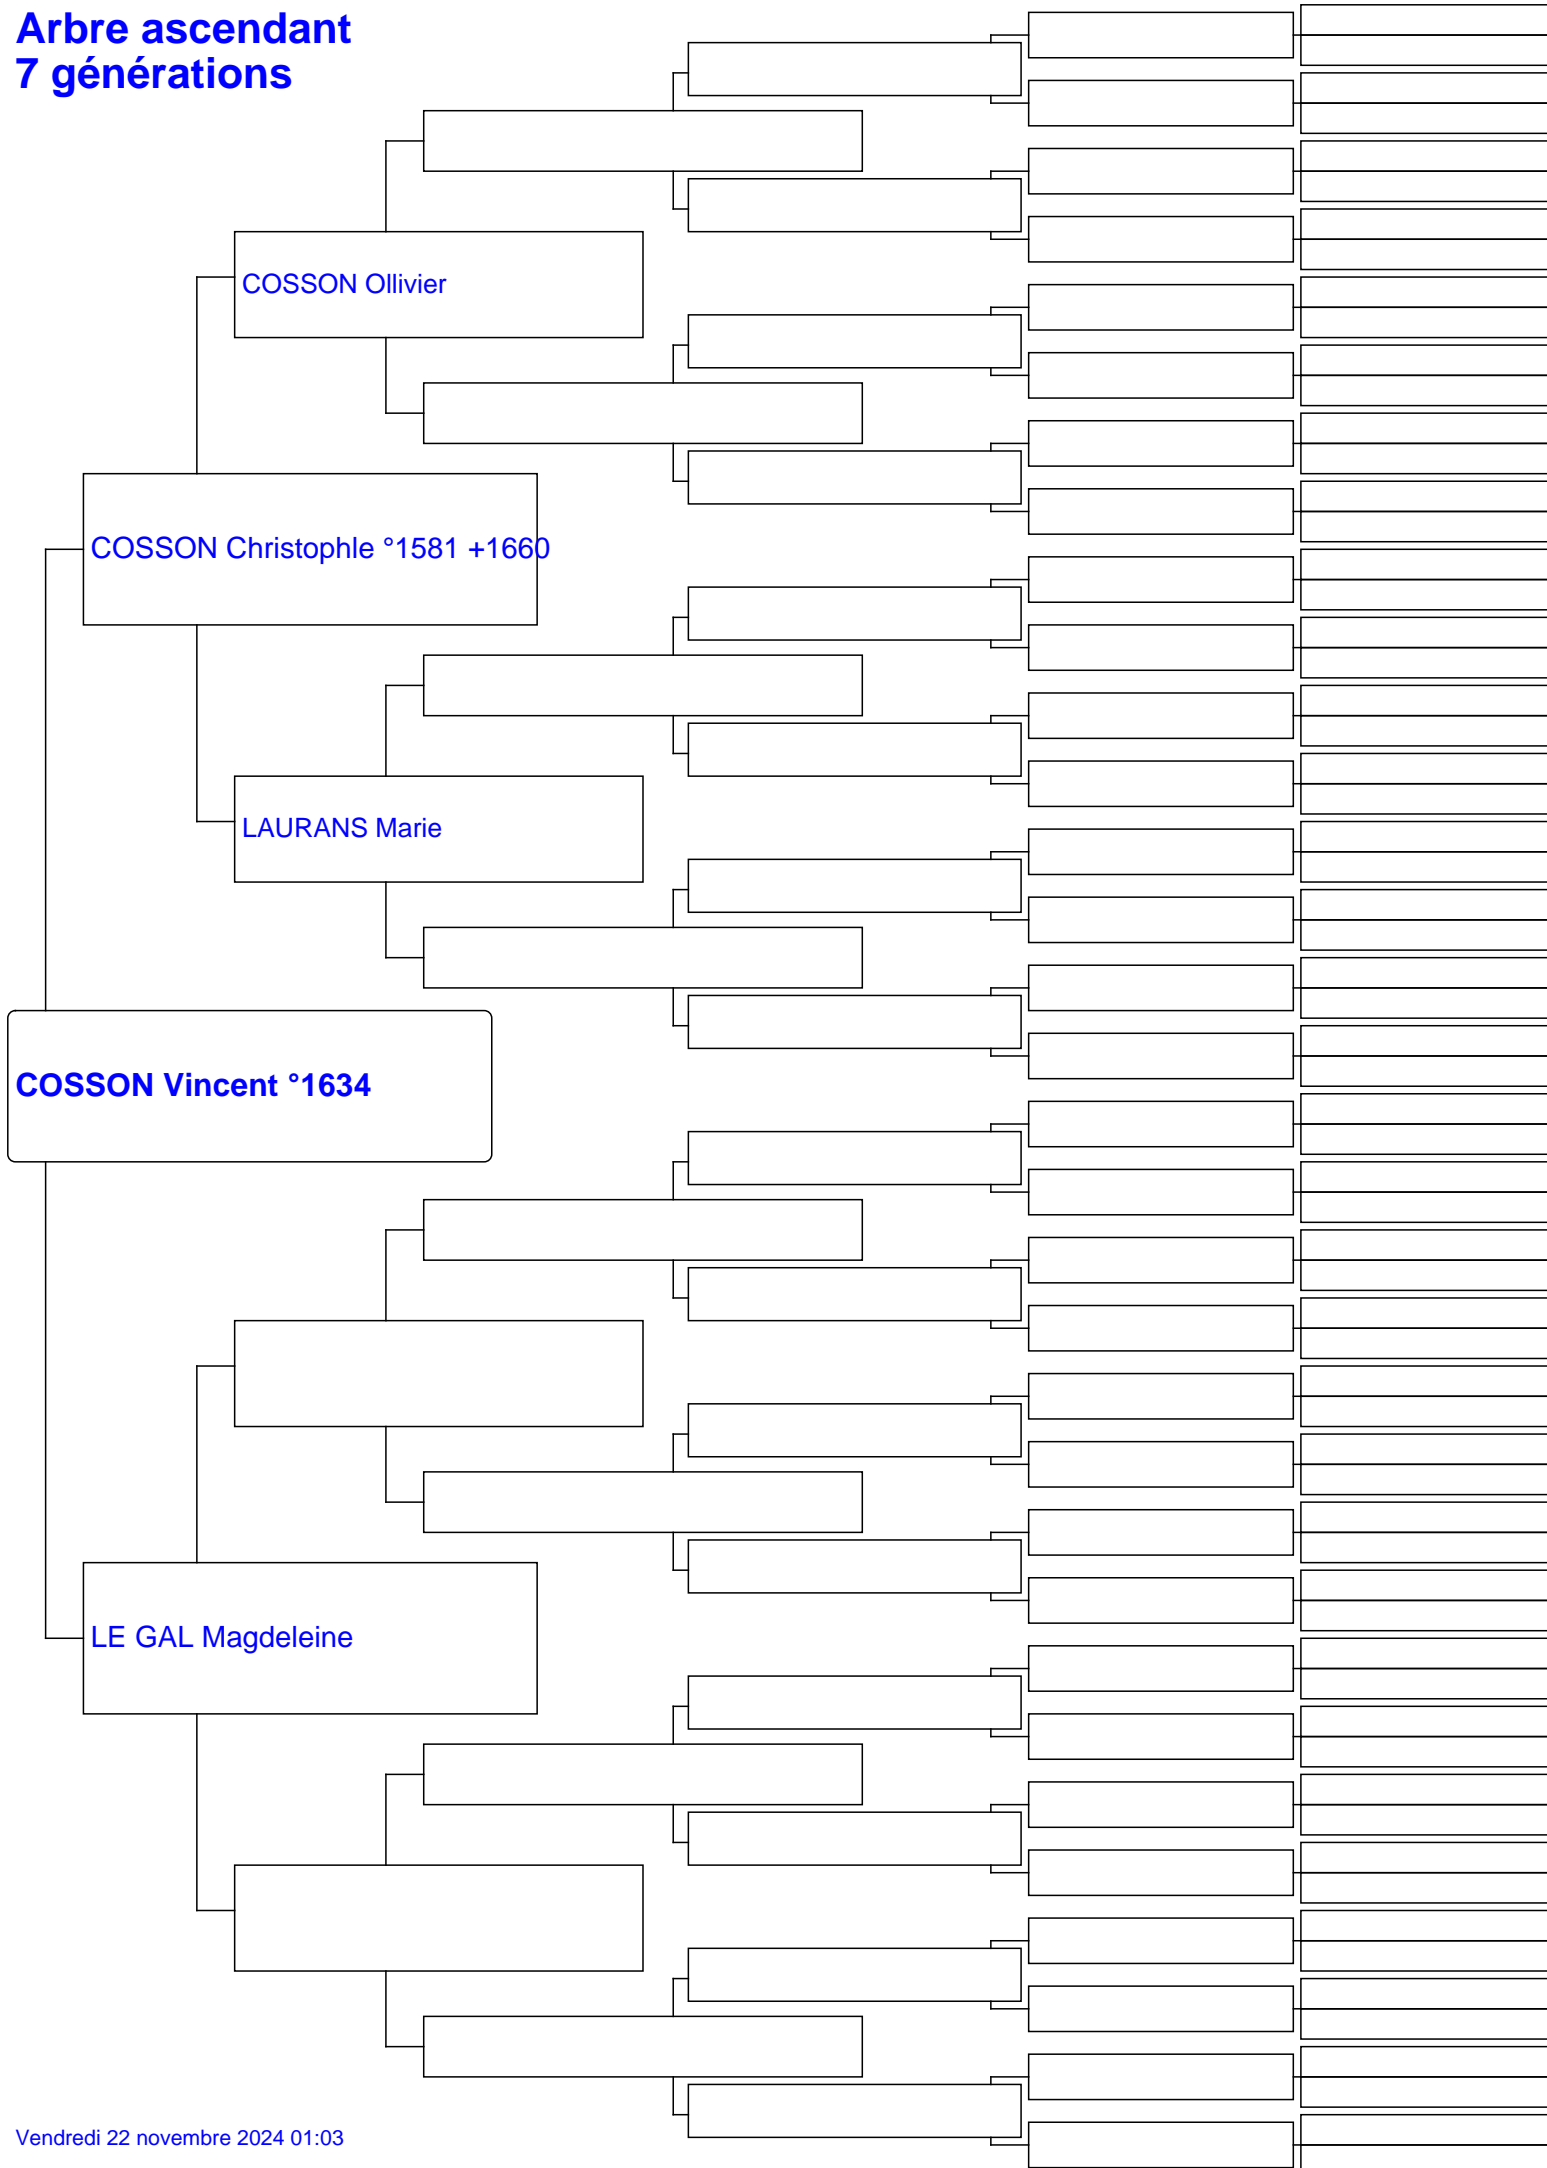 Arbre ascendant
7 générations
COSSON Ollivier
COSSON Christophle °1581 +1660
LAURANS Marie
COSSON Vincent °1634
LE GAL Magdeleine
Vendredi 22 novembre 2024 01:03